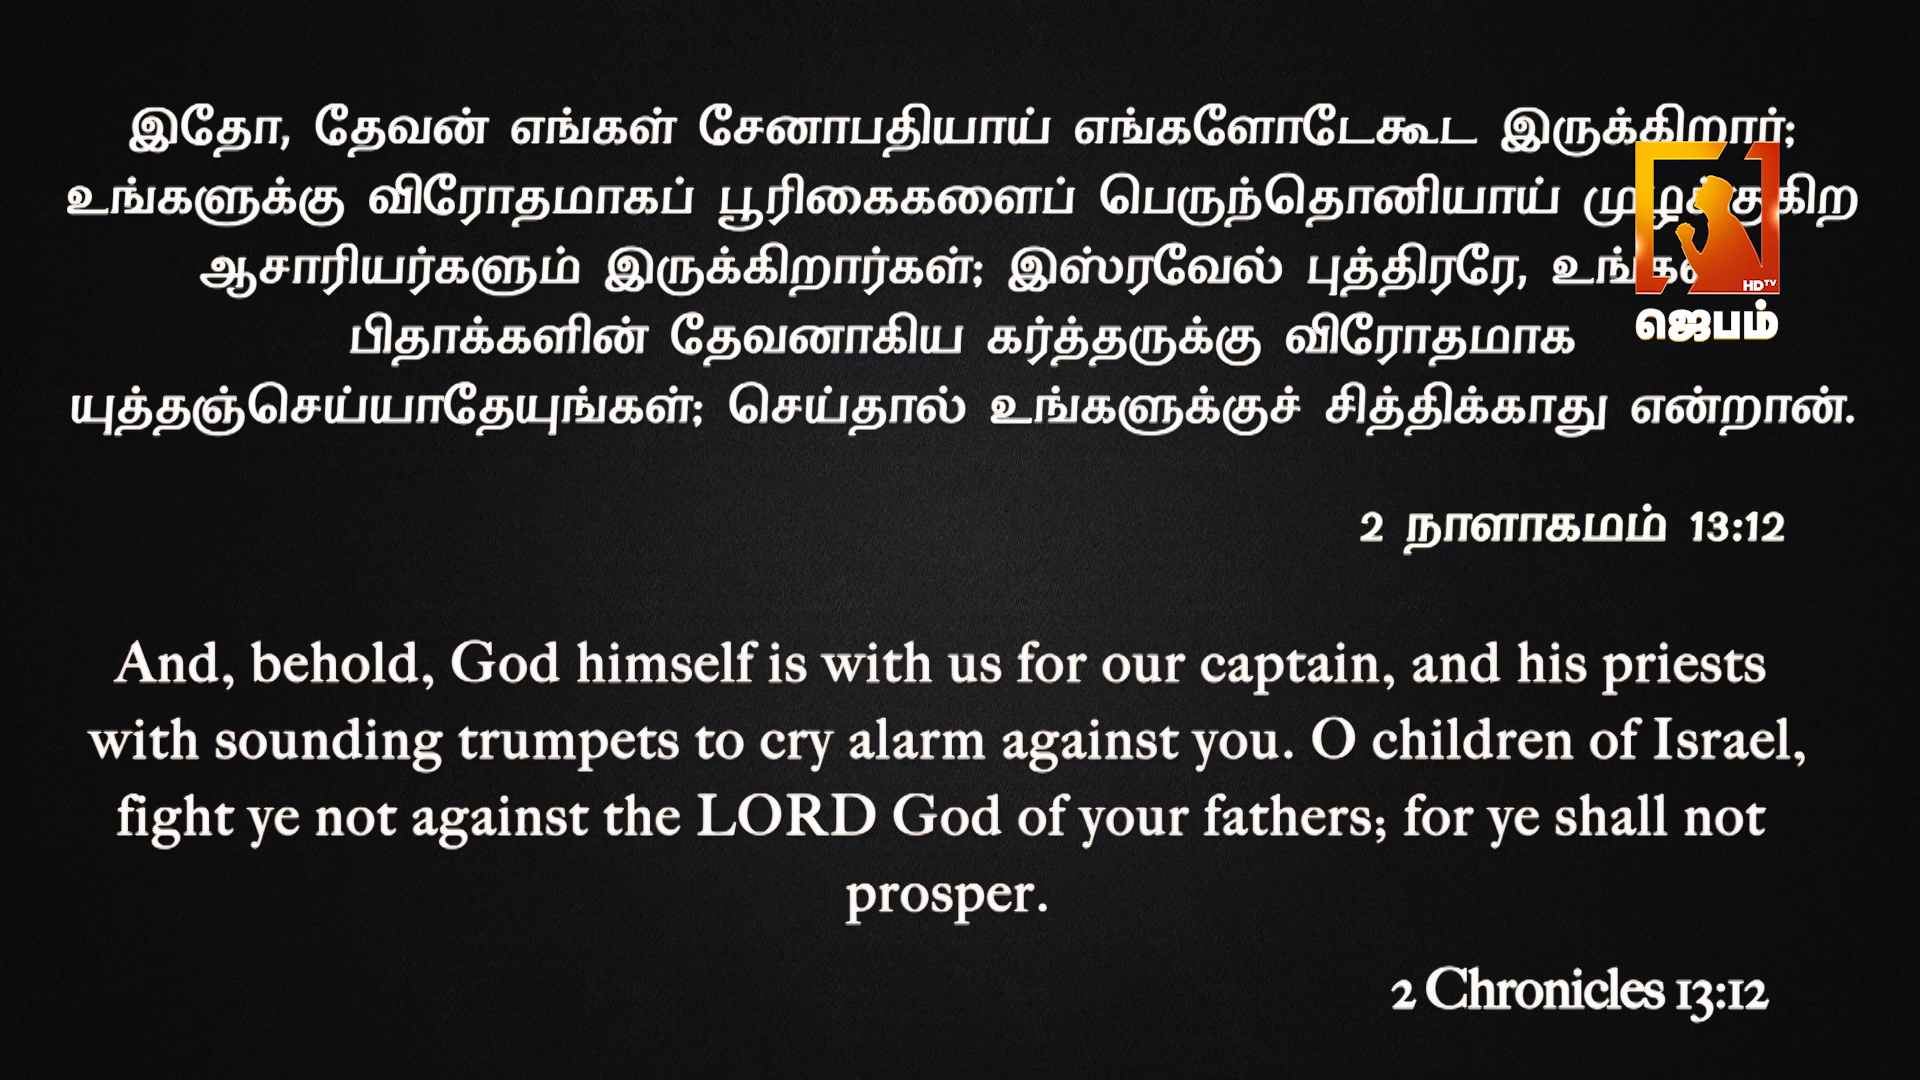 இதோ, தேவன் எங்கள் சேனாபதியாய் எங்களோடேகூட இருக்கிறார்;
உங்களுக்கு விரோதமாகப் பூரிகைகளைப் பெருந்தொனியாய் முழக்குகிற
ஆசாரியர்களும் இருக்கிறார்கள்; இஸ்ரவேல் புத்திரரே,
பிதாக்களின் தேவனாகிய கர்த்தருக்கு விரோதமாக
யுத்தஞ்செய்யாதேயுங்கள்; செய்தால் உங்களுக்குச் சித்திக்காது என்றான்.
HDTV
ஜெபம்
2 நாளாகமம் 13:12
And, behold, God himself is with us for our captain, and his priests
with sounding trumpets to cry alarm against you. O children of Israel,
fight ye not against the LORD God of your fathers; for ye shall not
prosper.
2 Chronicles 13:12